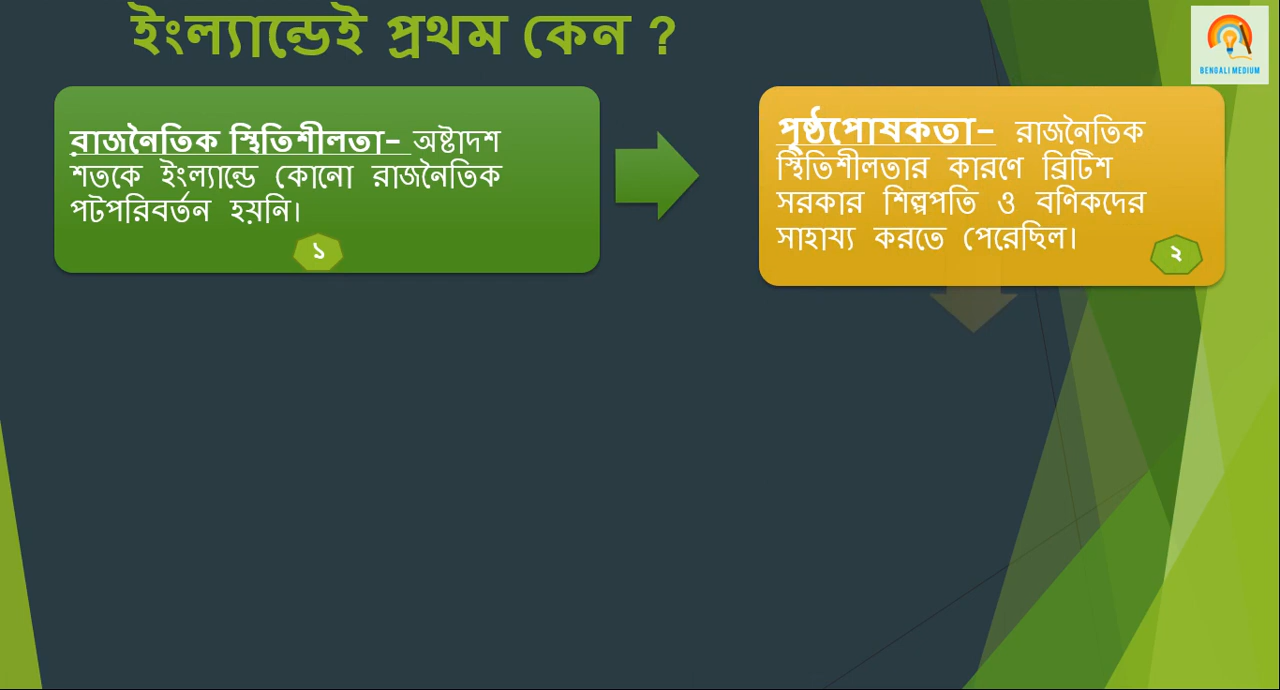 ইংল্যান্ডেই প্রথম কেন ?
BENGALI MEDIUM
রাজনৈতিক স্থিতিশীলতা– অষ্টাদশ
শতকে ইংল্যান্ডে কোনো রাজনৈতিক
পটপরিবর্তন হয়নি।
১
পৃষ্ঠপোষকতা– রাজনৈতিক
স্থিতিশীলতার কারণে ব্রিটিশ
সরকার শিল্পপতি ও বণিকদের
সাহায্য করতে পেরেছিল।
২